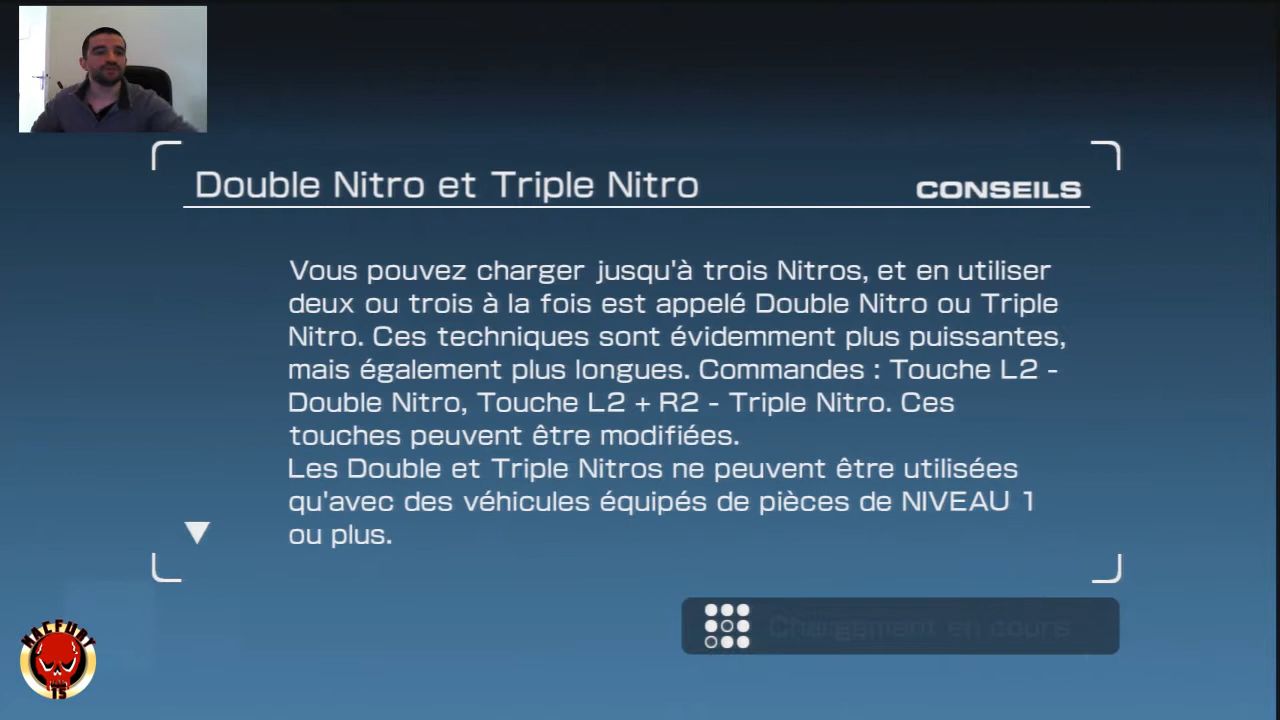 Double Nitro et Triple Nitro
CONSEILS
Vous pouvez charger jusqu'à trois Nitros, et en utiliser
deux ou trois à la fois est appelé Double Nitro ou Triple
Nitro. Ces techniques sont évidemment plus puissantes,
mais également plus longues. Commandes : Touche L2 -
Double Nitro, Touche L2 + R2 - Triple Nitro. Ces
touches peuvent être modifiées.
Les Double et Triple Nitros ne peuvent être utilisées
qu'avec des véhicules équipés de pièces de NIVEAU 1
ou plus.
Chargement en cours
MACFURY
15